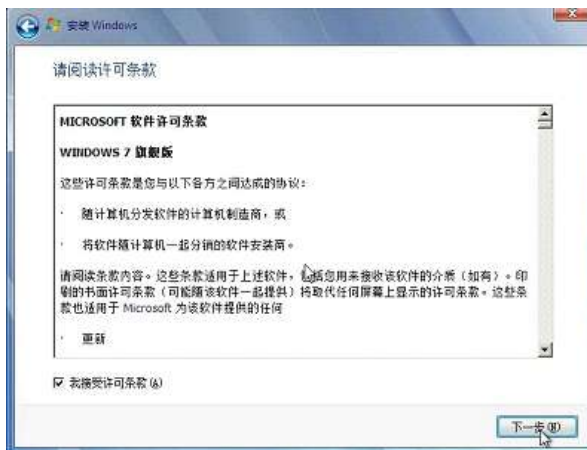 安装 Windows
请阅读许可条款
MICROSOFT 软件许可条款
WINDOWS 7 旗舰版
这些许可条款是您与以下各方之间达成的协议：
· 随计算机分发软件的计算机制造商，或
· 将软件随计算机一起分销的软件安装商。
请阅读条款内容。这些条款适用于上述软件，包括您用来接收该软件的介质（如有）。印
刷的书面许可条款（可能随该软件一起提供）将取代任何屏幕上显示的许可条款。这些条
款也适用于 Microsoft 为该软件提供的任何
· 更新
我接受许可条款(A)
下一步(N)